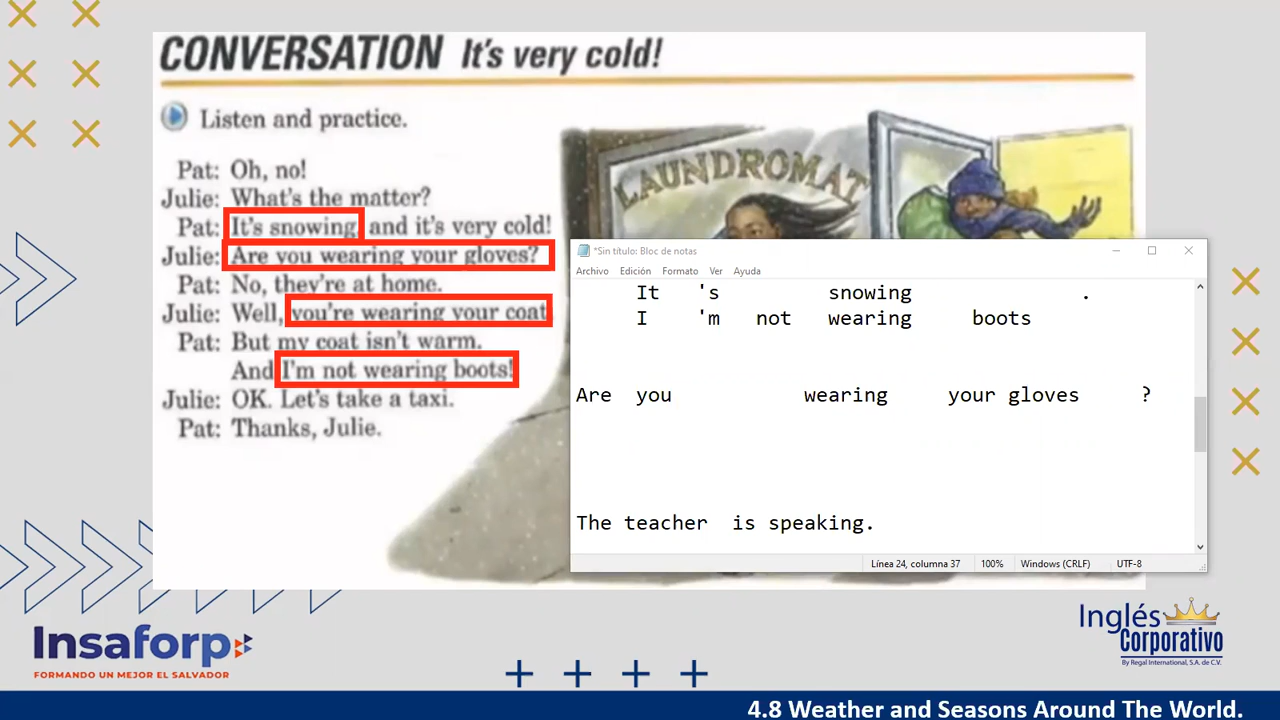 CONVERSATION It's very cold!
Listen and practice.
Pat: Oh, no!
Julie: What's the matter?
Pat: It's snowing and it's very cold!
Julie: Are you wearing your gloves?
Pat: No, they're at home.
Julie: Well, you're wearing your coat
Pat: But my coat isn't warm.
And I'm not wearing boots!
Julie: OK. Let's take a taxi.
Pat: Thanks, Julie.
LAUNDROMAT
*Sin título: Bloc de notas
Archivo Edición Formato Ver Ayuda
It 's snowing .
I 'm not wearing boots
Are you wearing your gloves ?
The teacher is speaking.
Línea 24, columna 37 100% Windows (CRLF) UTF-8
Insaforp
FORMANDO UN MEJOR EL SALVADOR
Inglés
Corporativo
By Regal International, S.A. de C.V.
4.8 Weather and Seasons Around The World.